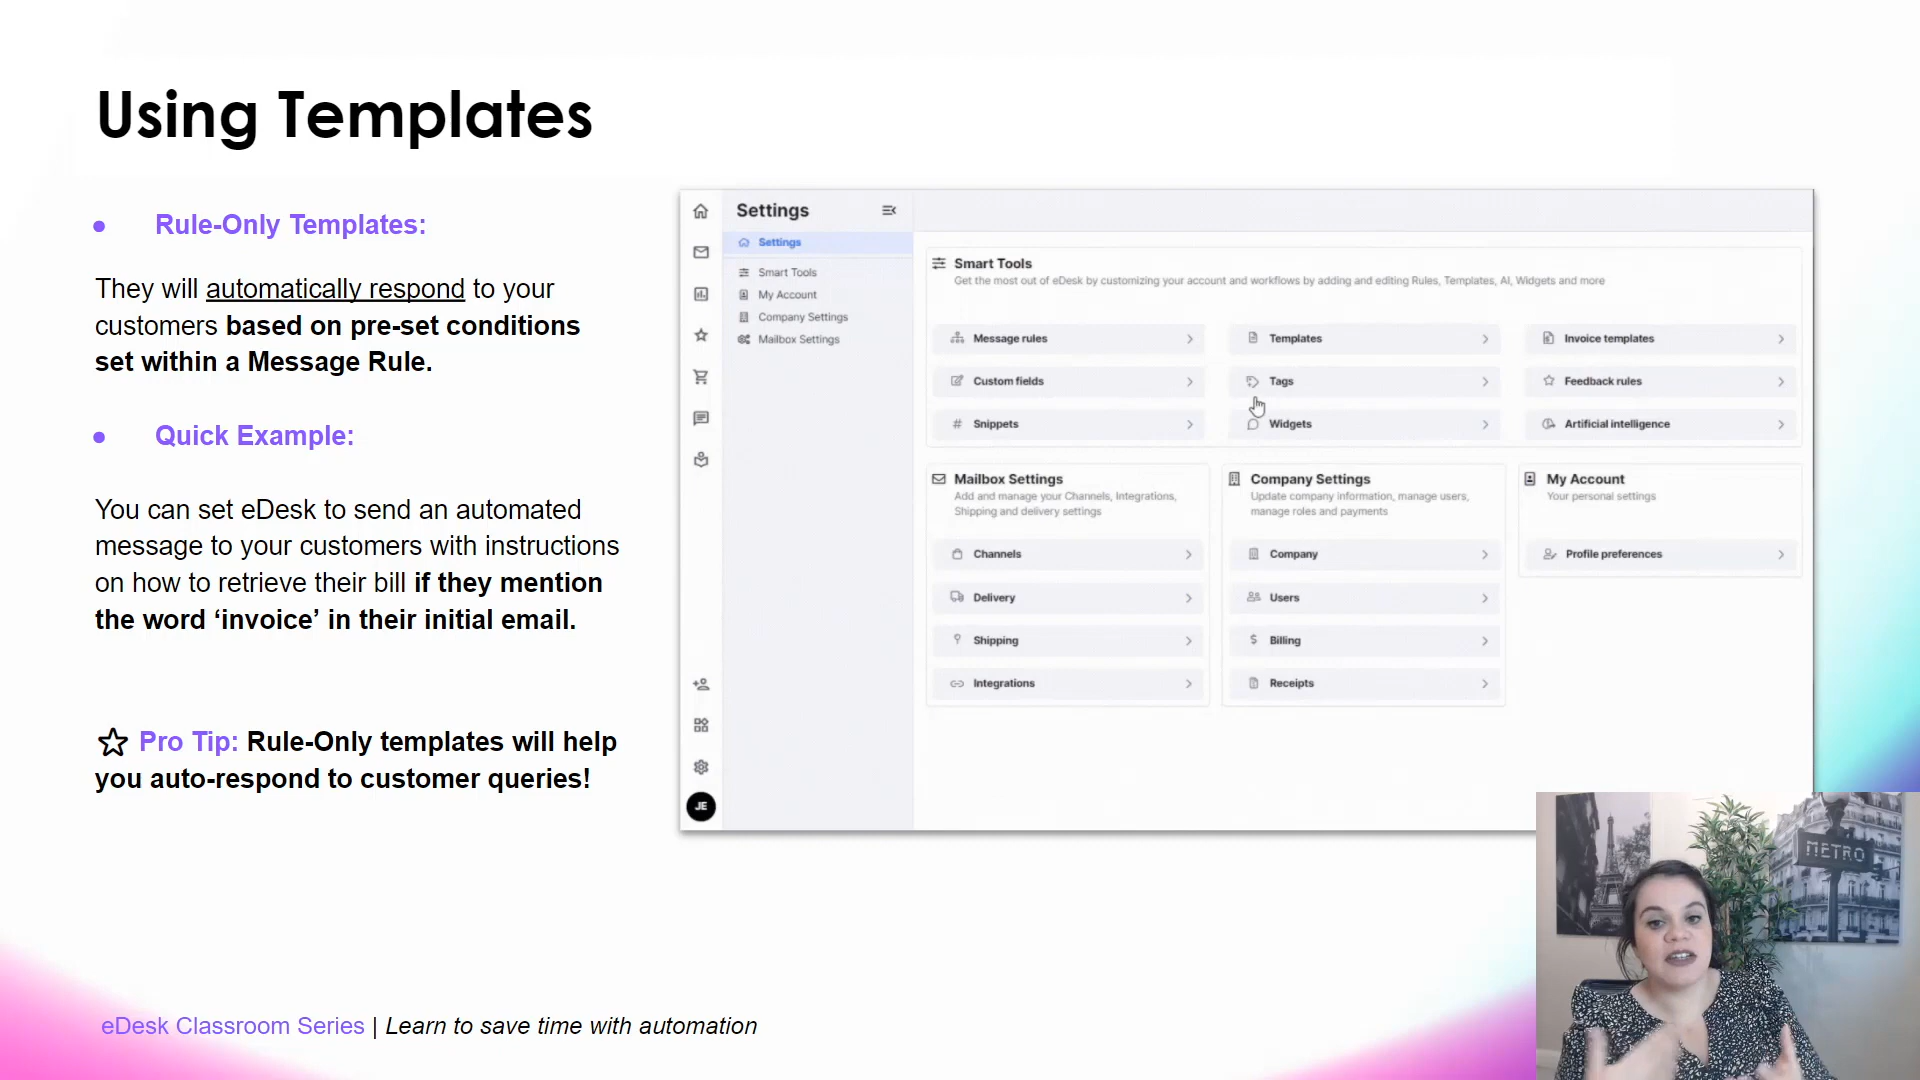 Using Templates
● Rule-Only Templates:
They will automatically respond to your
customers based on pre-set conditions
set within a Message Rule.
● Quick Example:
You can set eDesk to send an automated
message to your customers with instructions
on how to retrieve their bill if they mention
the word ‘invoice’ in their initial email.
Pro Tip: Rule-Only templates will help
you auto-respond to customer queries!
Settings
Settings
Smart Tools
My Account
Company Settings
Mailbox Settings
JE
Smart Tools
Get the most out of eDesk by customizing your account and workflows by adding and editing Rules, Templates, AI, Widgets and more
Message rules
Templates
Invoice templates
Custom fields
Tags
Feedback rules
Snippets
Widgets
Artificial intelligence
Mailbox Settings
Add and manage your Channels, Integrations,
Shipping and delivery settings
Channels
Delivery
Shipping
Integrations
Company Settings
Update company information, manage users,
manage roles and payments
Company
Users
Billing
Receipts
My Account
Your personal settings
Profile preferences
METRO
eDesk Classroom Series | Learn to save time with automation